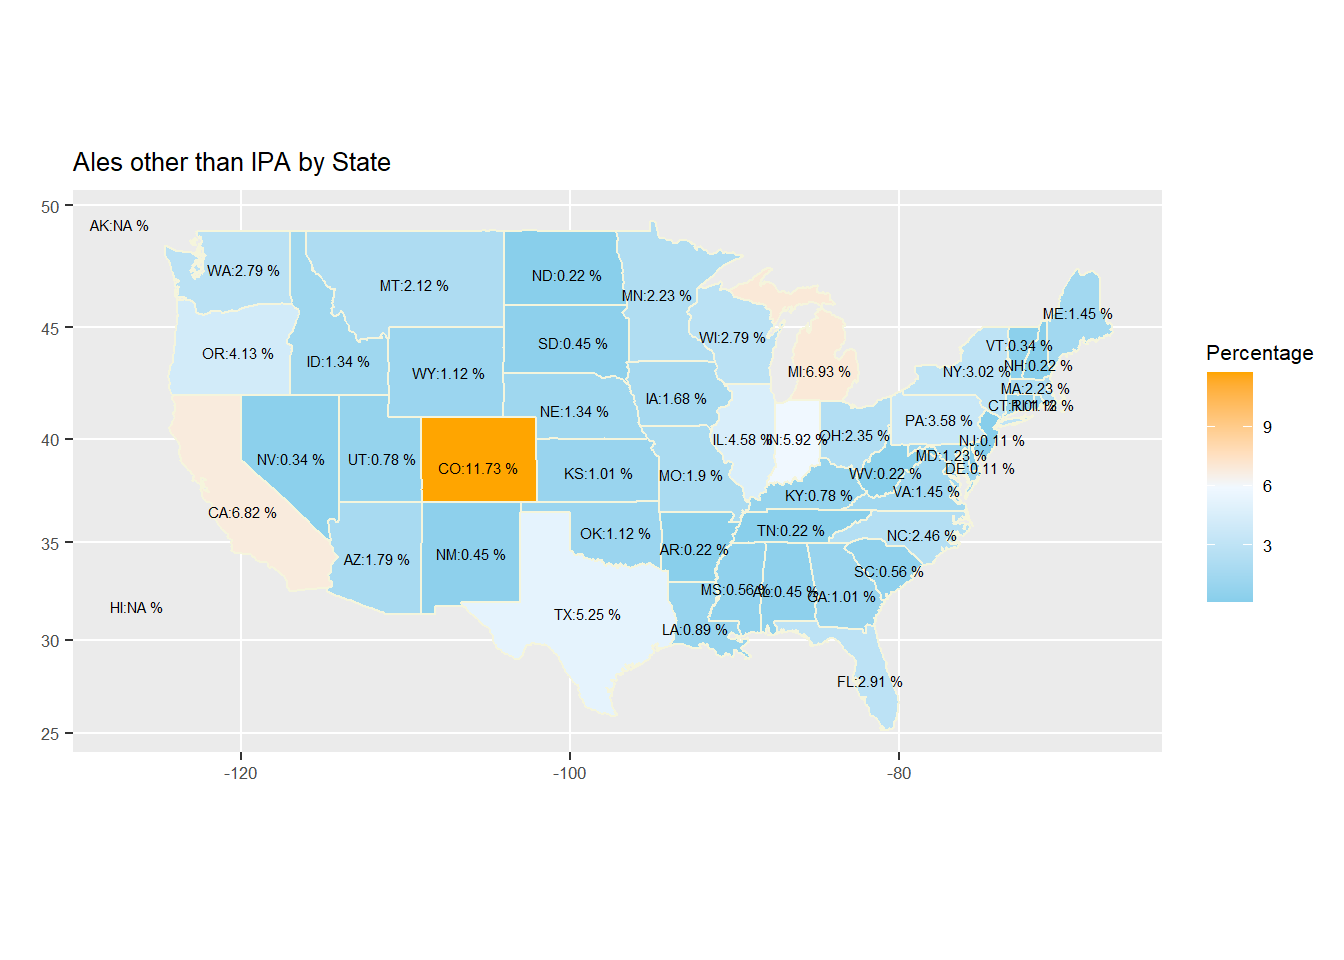 Ales other than IPA by State
50
45
40
35
30
25
-120
-100
-80
AK:NA %
HI:NA %
WA:2.79 %
MT:2.12 %
ND:0.22 %
MN:2.23 %
ME:1.45 %
OR:4.13 %
ID:1.34 %
WY:1.12 %
SD:0.45 %
WI:2.79 %
MI:6.93 %
VT:0.34 %
NH:0.22 %
NY:3.02 %
MA:2.23 %
NE:1.34 %
IA:1.68 %
PA:3.58 %
NJ:0.11 %
NV:0.34 %
UT:0.78 %
CO:11.73 %
KS:1.01 %
MO:1.9 %
IL:4.58 %
IN:5.92 %
OH:2.35 %
MD:1.23 %
DE:0.11 %
WV:0.22 %
VA:1.45 %
KY:0.78 %
CA:6.82 %
AZ:1.79 %
NM:0.45 %
OK:1.12 %
AR:0.22 %
TN:0.22 %
NC:2.46 %
SC:0.56 %
TX:5.25 %
LA:0.89 %
MS:0.56 %
AL:0.45 %
GA:1.01 %
FL:2.91 %
Percentage
9
6
3